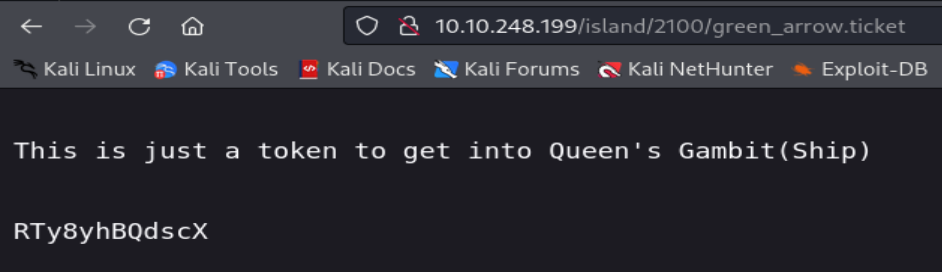 10.10.248.199/island/2100/green_arrow.ticket
Kali Linux Kali Tools Kali Docs Kali Forums Kali NetHunter Exploit-DB
This is just a token to get into Queen's Gambit(Ship)
RTy8yhBQdscX